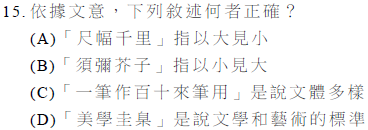 15.依據文意，下列敘述何者正確？
(A)「尺幅千里」指以大見小
(B)「須彌芥子」指以小見大
(C)「一筆作百十來筆用」是說文體多樣
(D)「美學圭臬」是說文學和藝術的標準